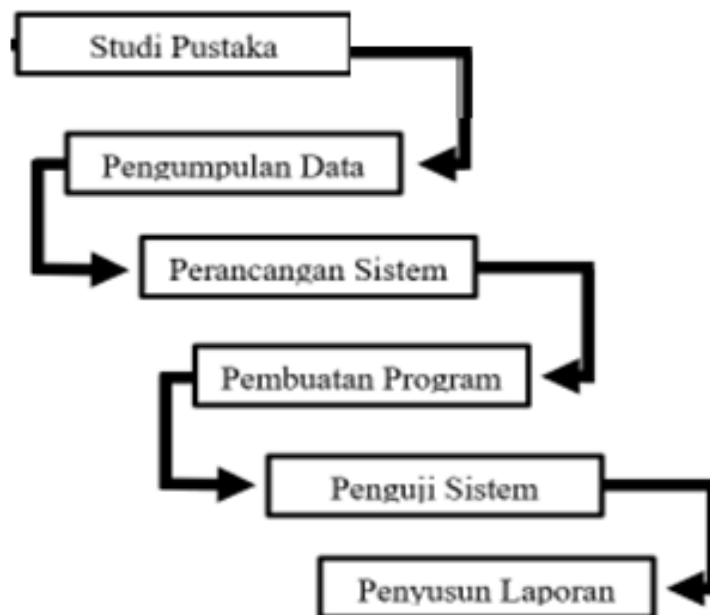 Studi Pustaka
Pengumpulan Data
Perancangan Sistem
Pembuatan Program
Penguji Sistem
Penyusun Laporan